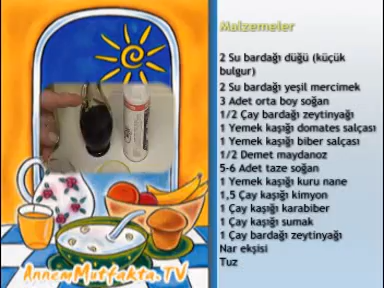 Malzemeler
2 Su bardağı düğü (küçük
bulgur)
2 Su bardağı yeşil mercimek
3 Adet orta boy soğan
1/2 Çay bardağı zeytinyağı
1 Yemek kaşığı domates salçası
1 Yemek kaşığı biber salçası
1/2 Demet maydanoz
5-6 Adet taze soğan
1 Yemek kaşığı kuru nane
1,5 Çay kaşığı kimyon
1 Çay kaşığı karabiber
1 Çay kaşığı sumak
1 Çay bardağı zeytinyağı
Nar ekşisi
Tuz
AnnemMutfakta.TV